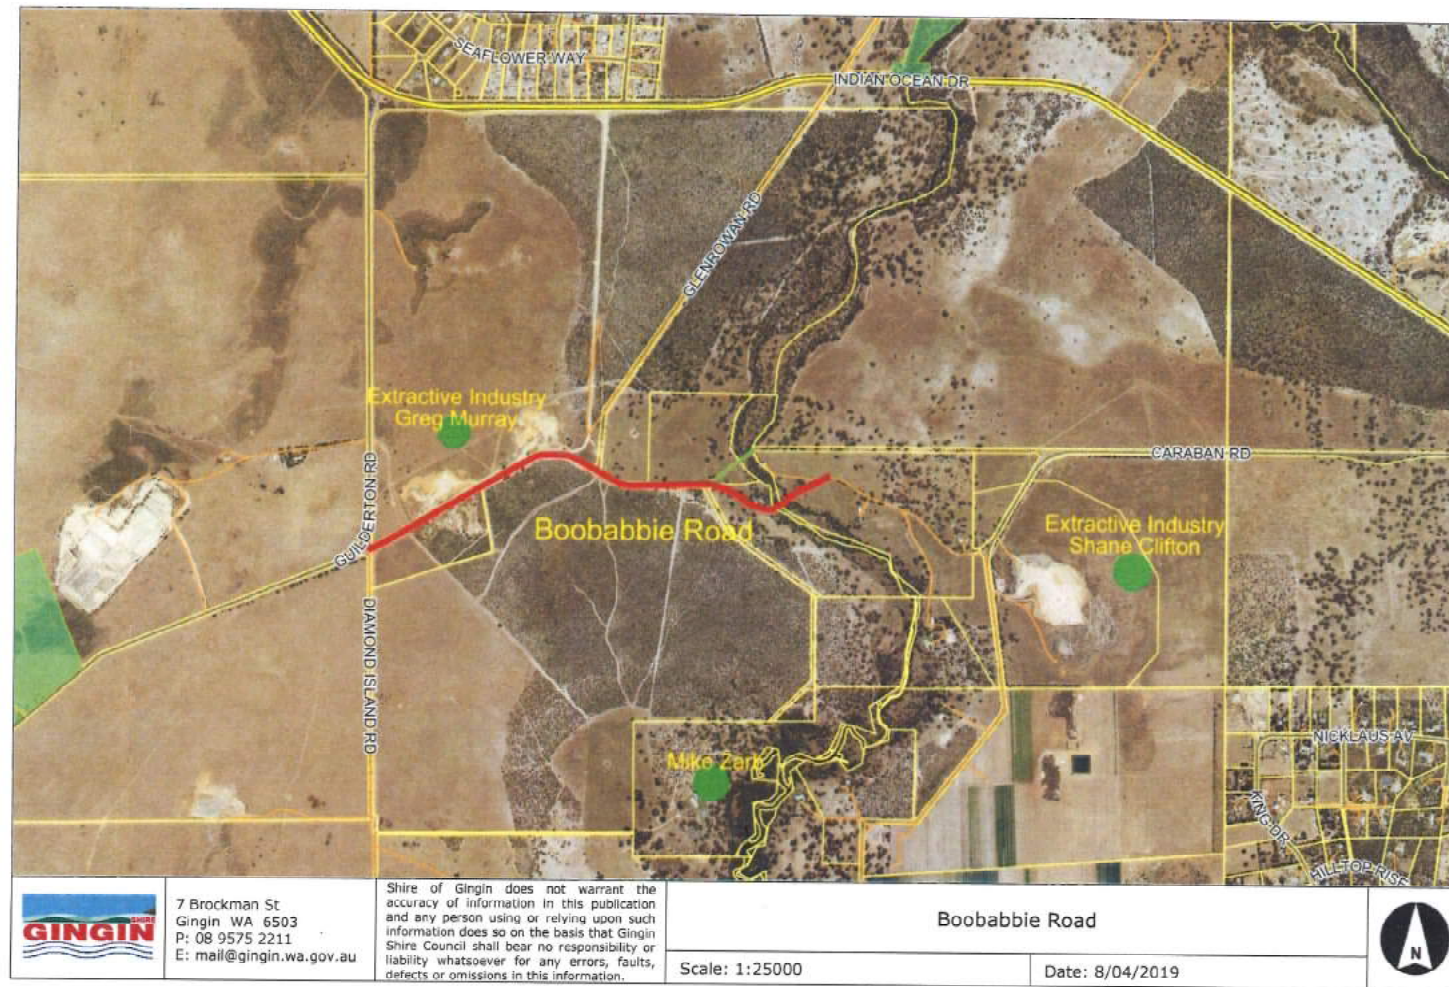 SEAFLOWER WAY
INDIAN OCEAN DR
GLENROWAN RD
Extractive Industry
Greg Murray
GUILDERTON RD
CARABAN RD
Boobabbie Road
Extractive Industry
Shane Clifton
DIAMOND ISLAND RD
Mike Zarb
NICKLAUS AV
KING DR
HILLTOP RISE
SHIRE
GINGIN
7 Brockman St
Gingin WA 6503
P: 08 9575 2211
E: mail@gingin.wa.gov.au
Shire of Gingin does not warrant the
accuracy of information in this publication
and any person using or relying upon such
information does so on the basis that Gingin
Shire Council shall bear no responsibility or
liability whatsoever for any errors, faults,
defects or omissions in this information.
Boobabbie Road
Scale: 1:25000
Date: 8/04/2019
N